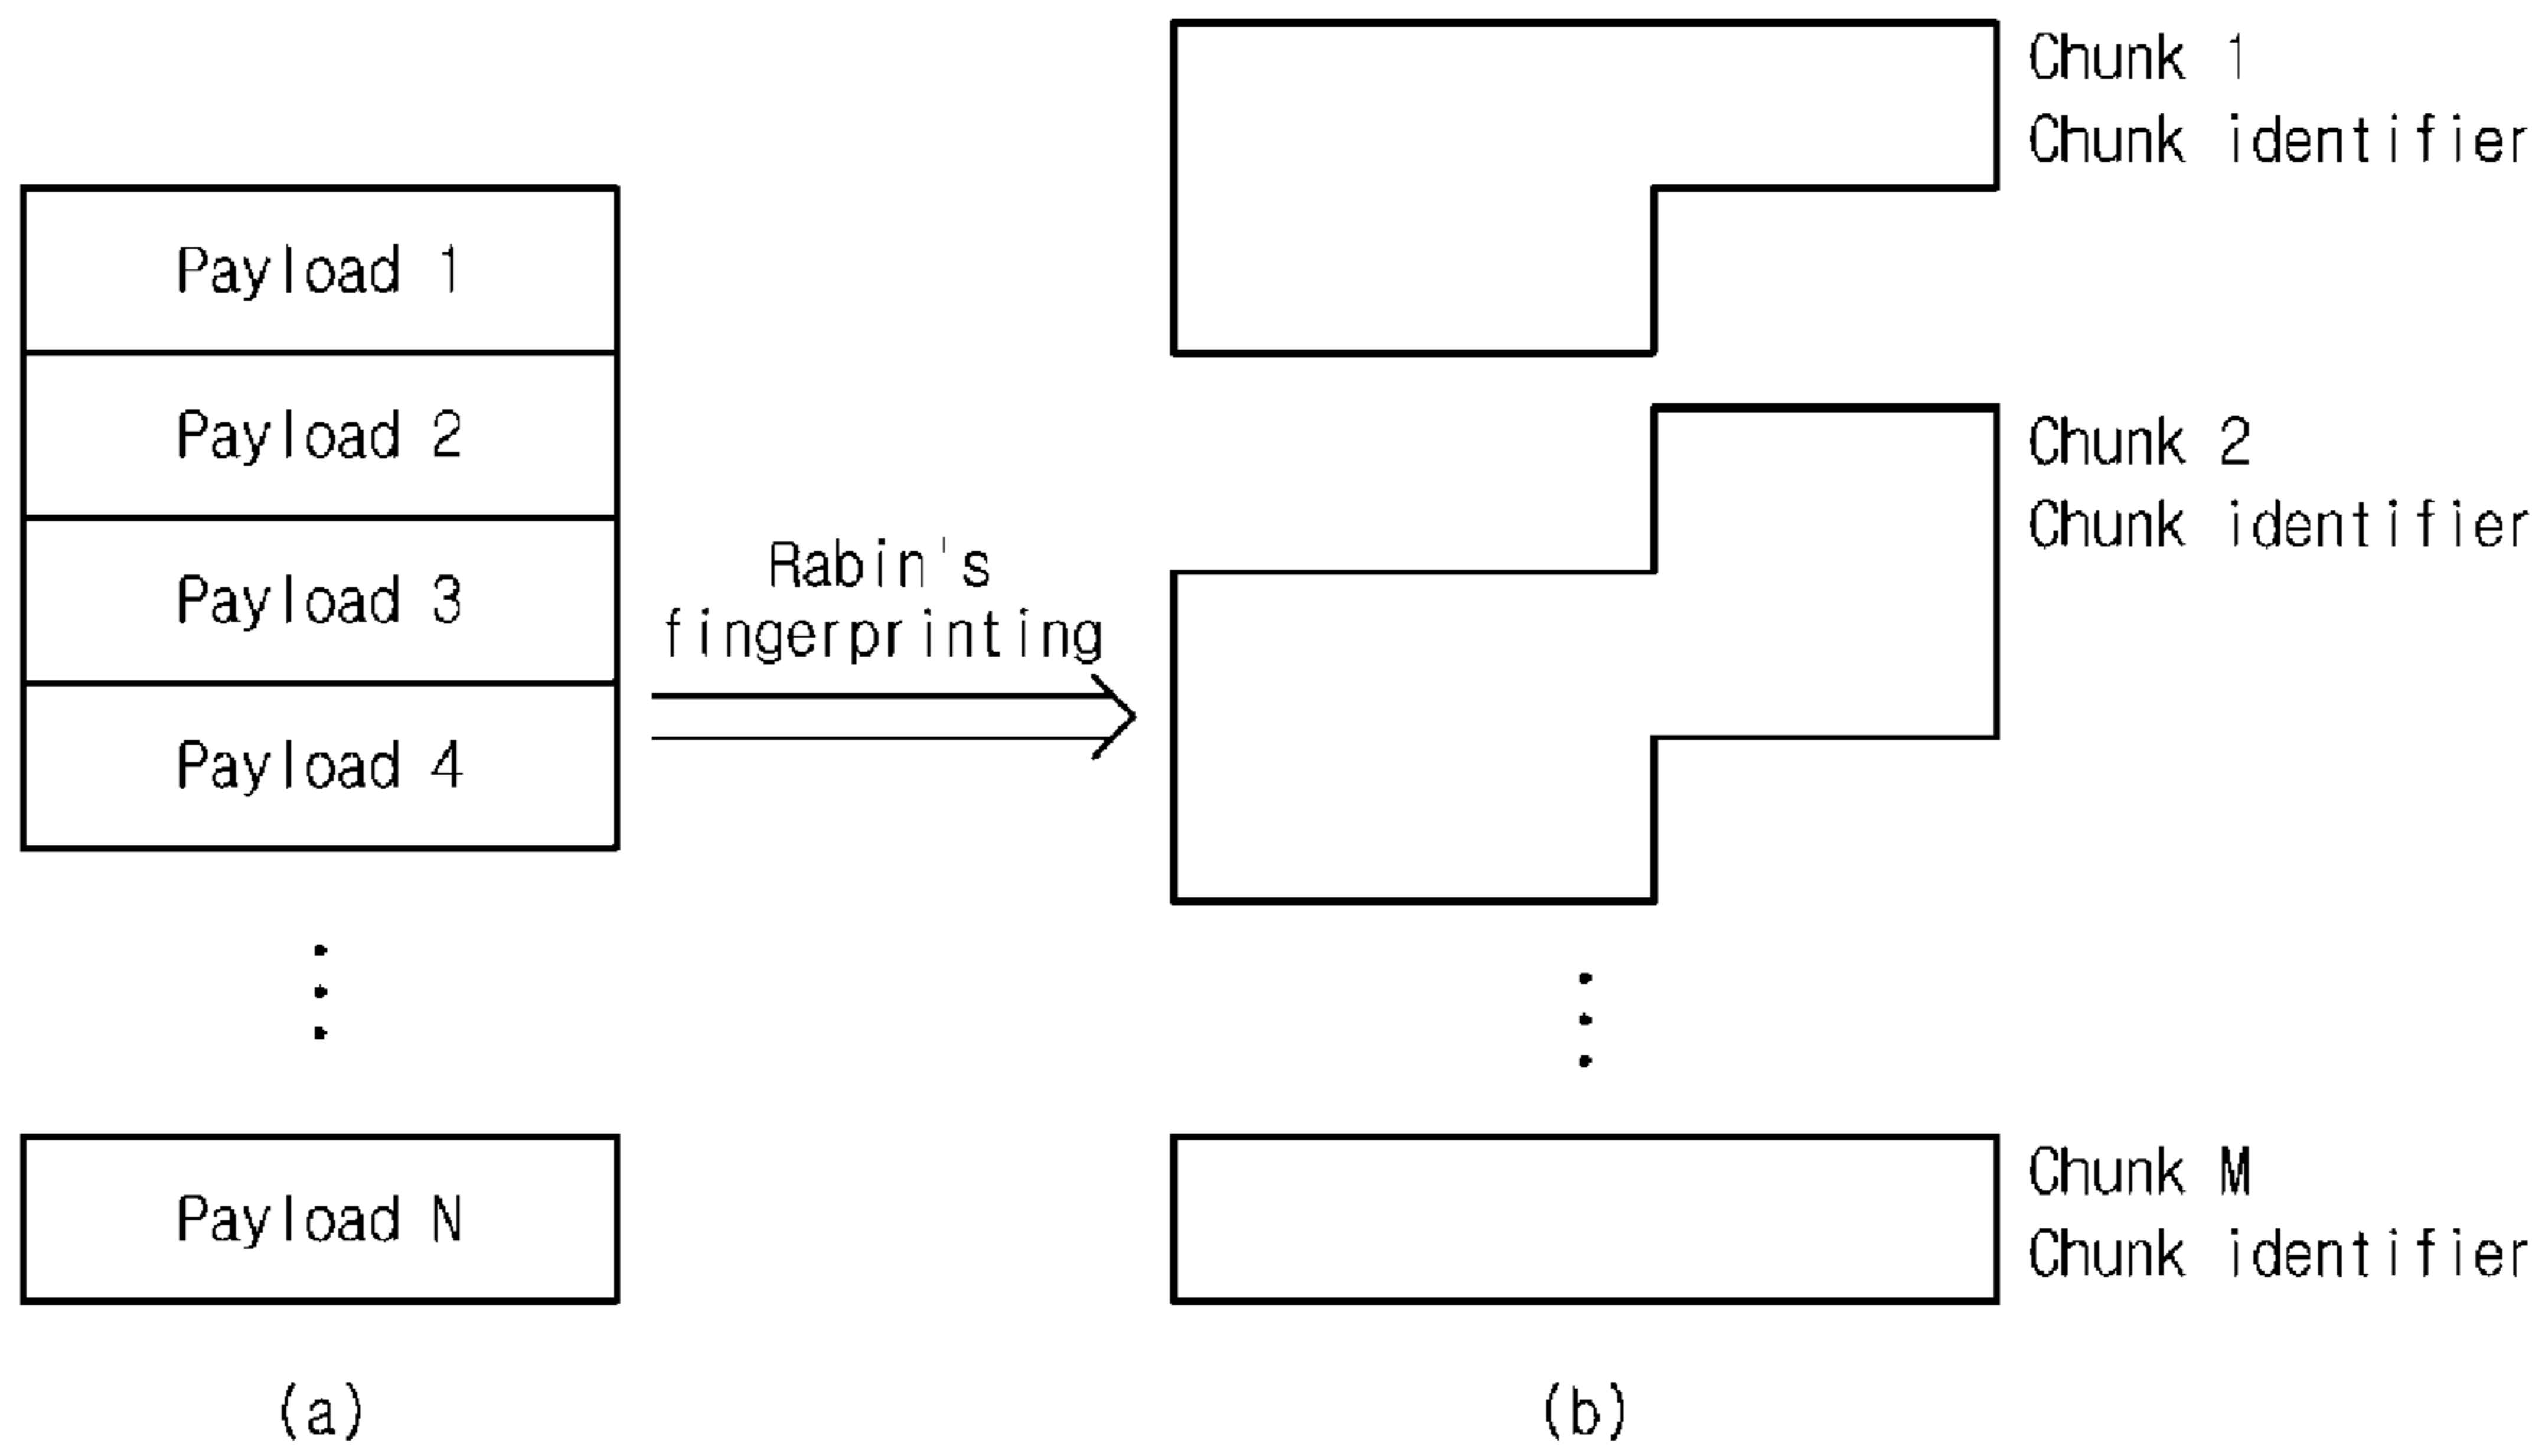 Payload 1
Payload 2
Payload 3
Payload 4
Payload N
(a)
Rabin's
fingerprinting
Chunk 1
Chunk identifier
Chunk 2
Chunk identifier
Chunk M
Chunk identifier
(b)